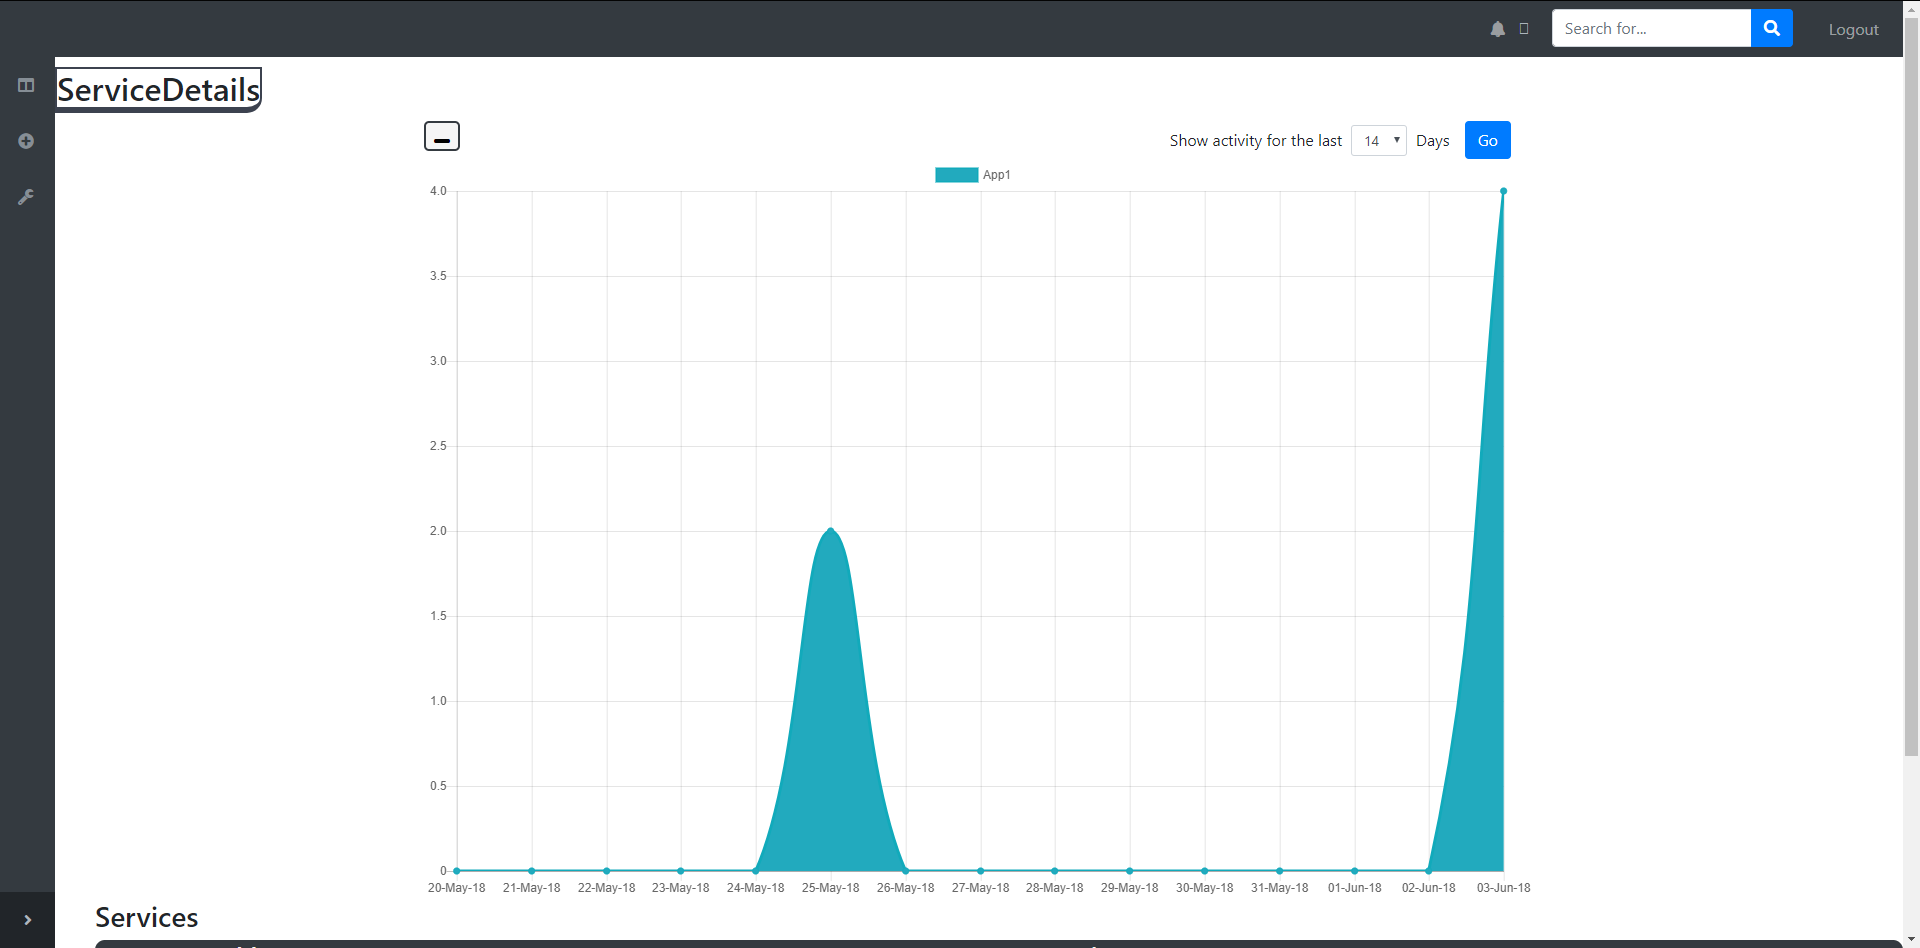 Search for...
Logout
ServiceDetails
Show activity for the last 14 Days Go
App1
4.0
3.5
3.0
2.5
2.0
1.5
1.0
0.5
0
20-May-18 21-May-18 22-May-18 23-May-18 24-May-18 25-May-18 26-May-18 27-May-18 28-May-18 29-May-18 30-May-18 31-May-18 01-Jun-18 02-Jun-18 03-Jun-18
Services